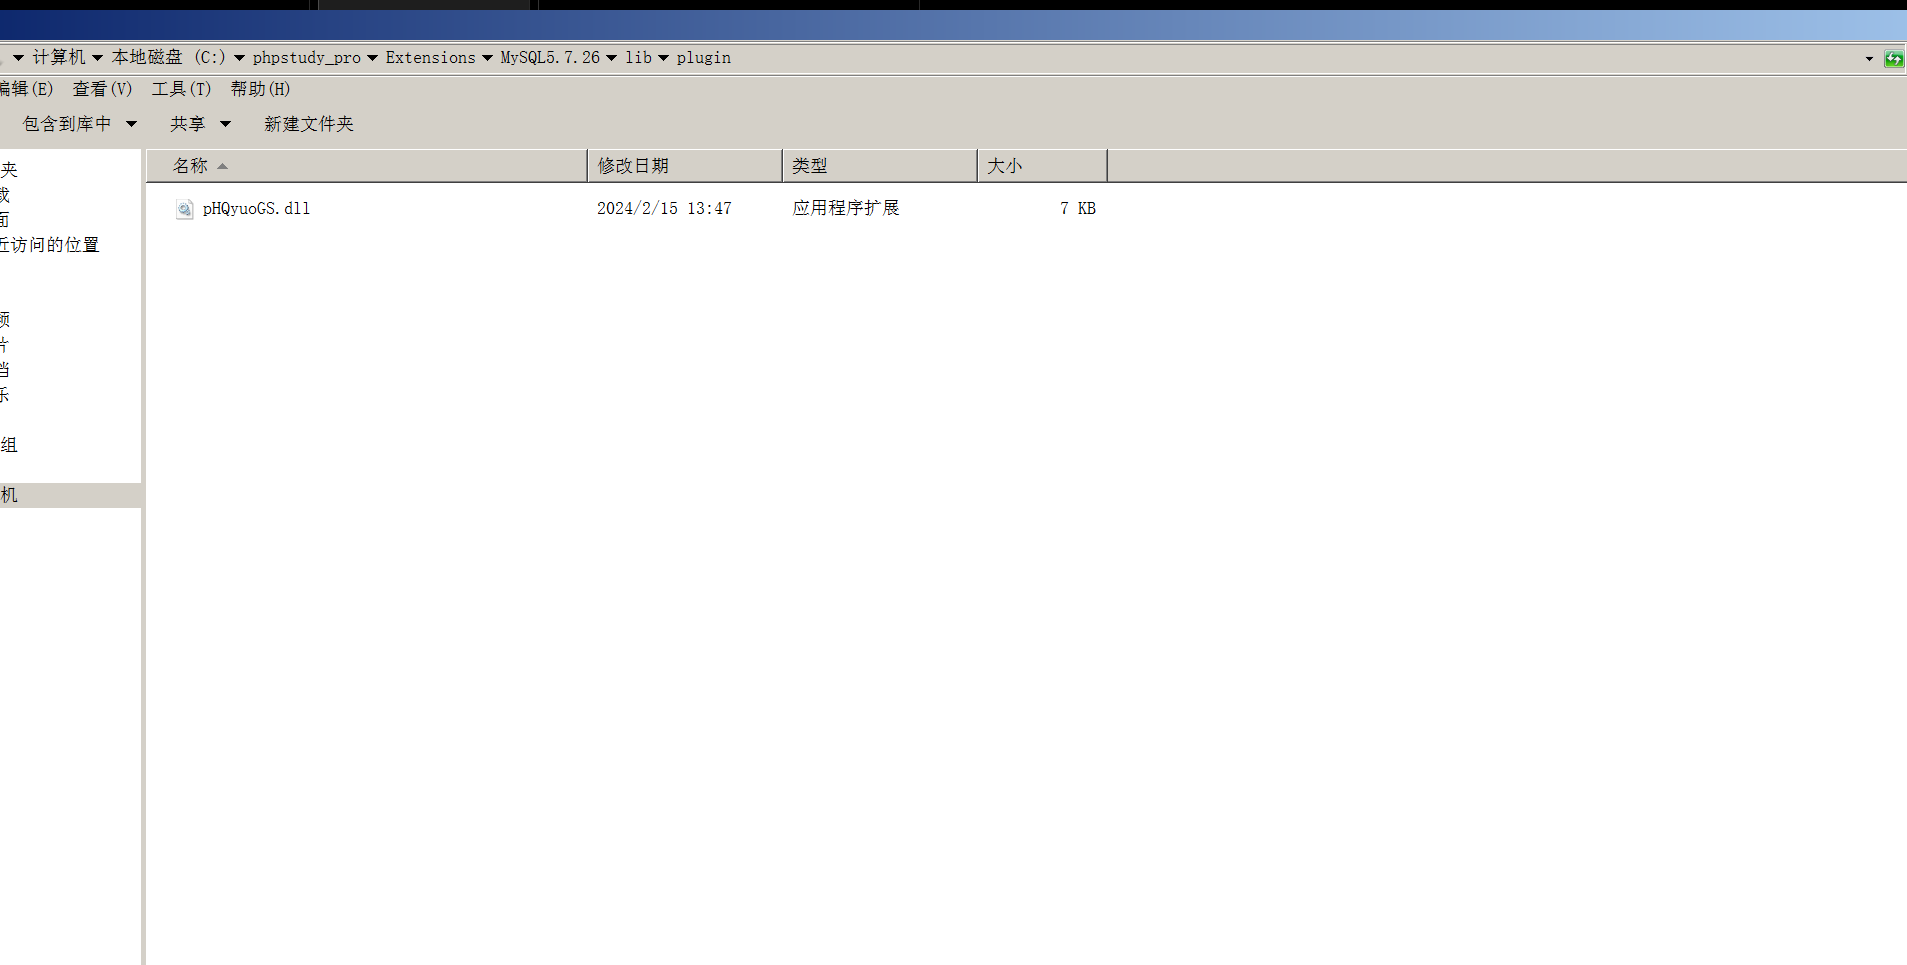 计算机 本地磁盘 (C:) phpstudy_pro Extensions MySQL5.7.26 lib plugin
编辑(E) 查看(V) 工具(T) 帮助(H)
包含到库中 共享 新建文件夹
名称 修改日期 类型 大小
pHQyuoGS.dll 2024/2/15 13:47 应用程序扩展 7 KB
夹
载
面
近访问的位置
频
片
档
乐
组
机